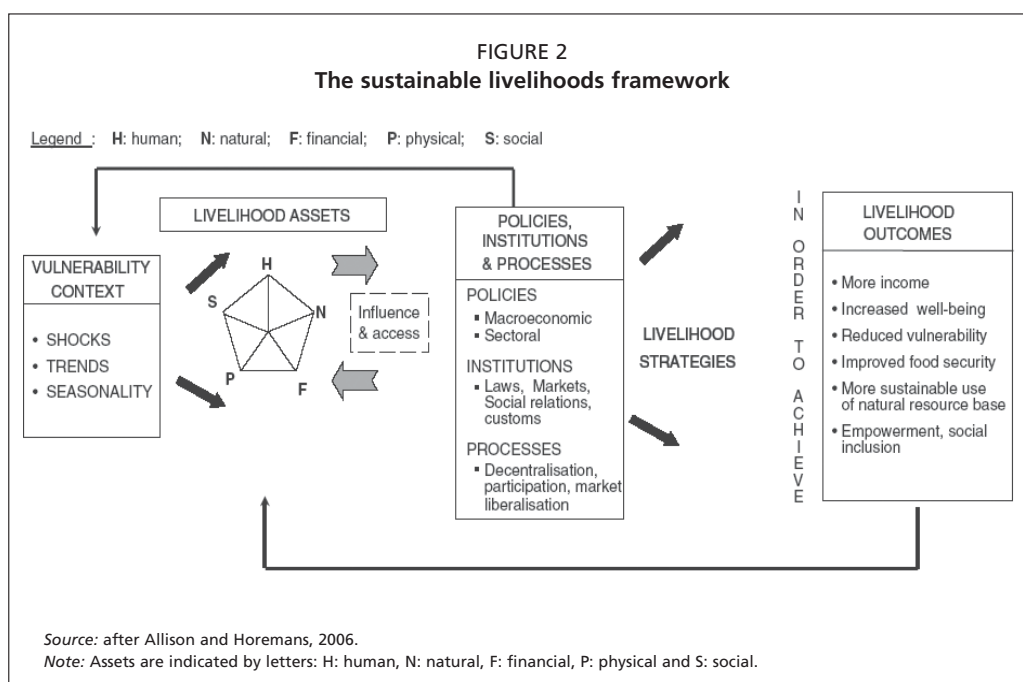 FIGURE 2
The sustainable livelihoods framework
Legend : H: human; N: natural; F: financial; P: physical; S: social
LIVELIHOOD ASSETS
VULNERABILITY
CONTEXT
• SHOCKS
• TRENDS
• SEASONALITY
H
S
N
P
F
Influence
& access
POLICIES,
INSTITUTIONS
& PROCESSES
POLICIES
▪ Macroeconomic
▪ Sectoral
INSTITUTIONS
▪ Laws, Markets,
Social relations,
customs
PROCESSES
▪ Decentralisation,
participation, market
liberalisation
LIVELIHOOD
STRATEGIES
IN ORDER TO ACHIEVE
LIVELIHOOD
OUTCOMES
• More income
• Increased well-being
• Reduced vulnerability
• Improved food security
• More sustainable use
of natural resource base
• Empowerment, social
inclusion
Source: after Allison and Horemans, 2006.
Note: Assets are indicated by letters: H: human, N: natural, F: financial, P: physical and S: social.